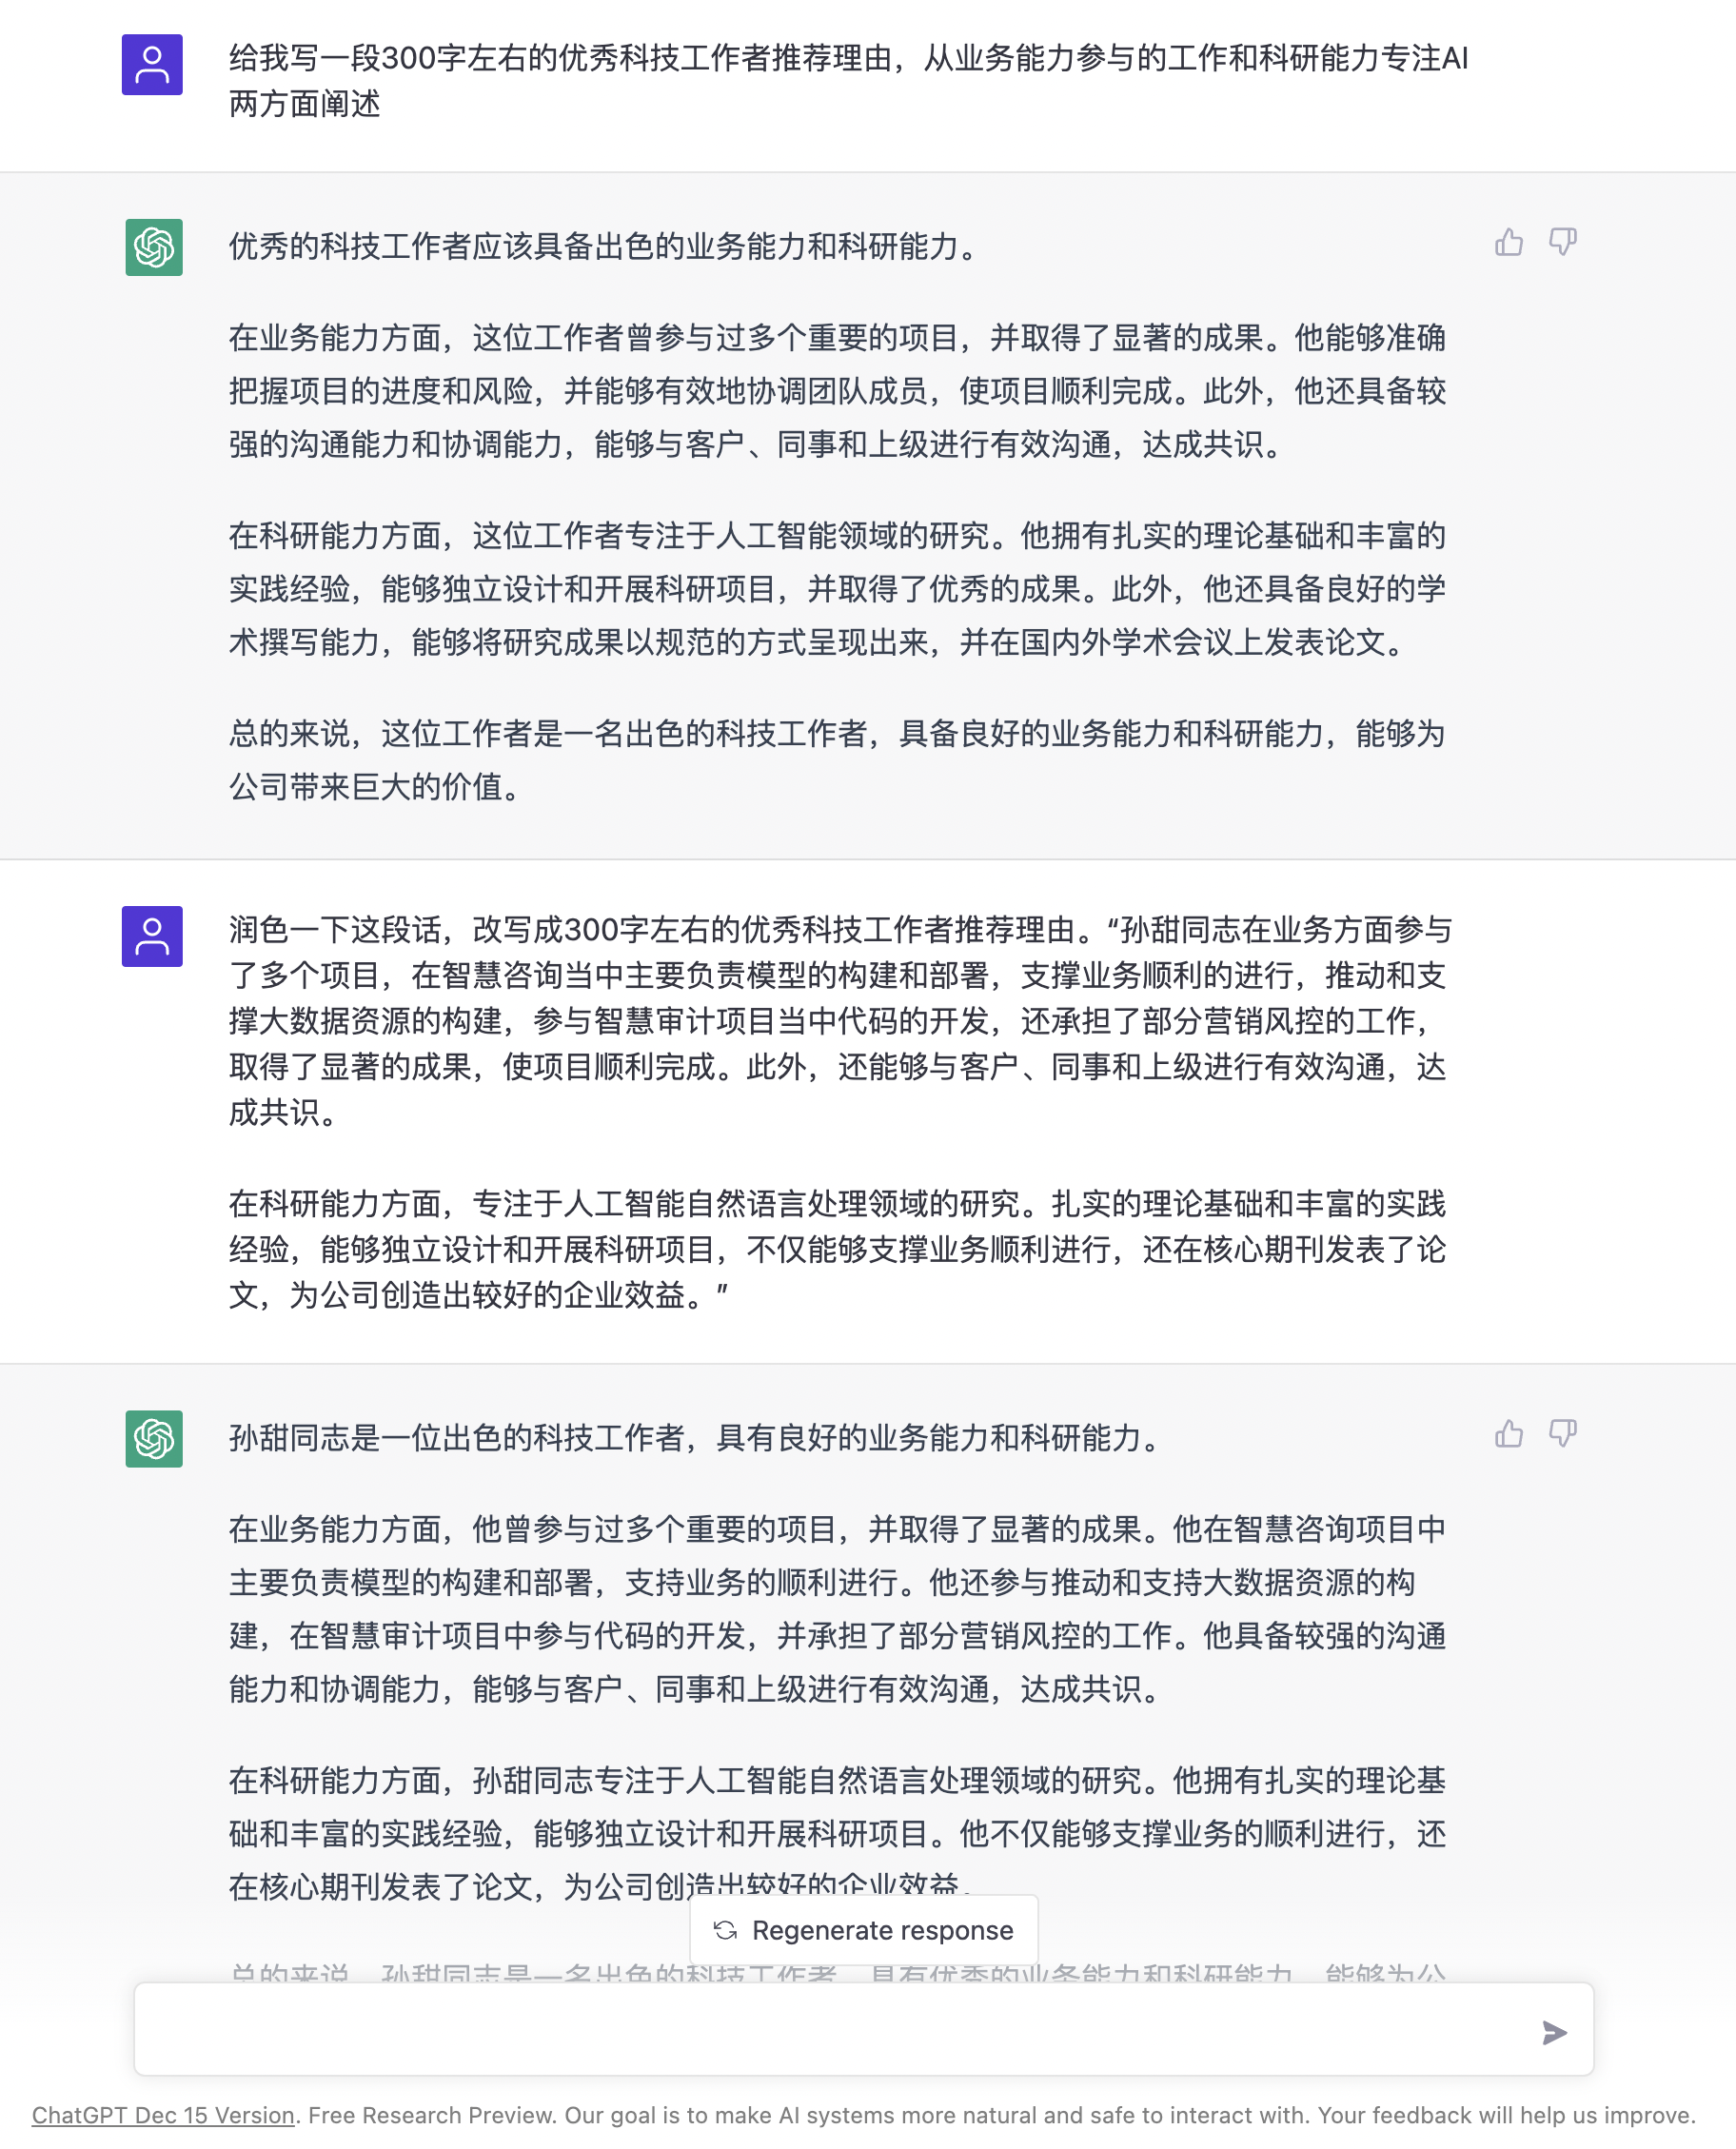 给我写一段300字左右的优秀科技工作者推荐理由，从业务能力参与的工作和科研能力专注AI
两方面阐述
优秀的科技工作者应该具备出色的业务能力和科研能力。
在业务能力方面，这位工作者曾参与过多个重要的项目，并取得了显著的成果。他能够准确
把握项目的进度和风险，并能够有效地协调团队成员，使项目顺利完成。此外，他还具备较
强的沟通能力和协调能力，能够与客户、同事和上级进行有效沟通，达成共识。
在科研能力方面，这位工作者专注于人工智能领域的研究。他拥有扎实的理论基础和丰富的
实践经验，能够独立设计和开展科研项目，并取得了优秀的成果。此外，他还具备良好的学
术撰写能力，能够将研究成果以规范的方式呈现出来，并在国内外学术会议上发表论文。
总的来说，这位工作者是一名出色的科技工作者，具备良好的业务能力和科研能力，能够为
公司带来巨大的价值。
润色一下这段话，改写成300字左右的优秀科技工作者推荐理由。“孙甜同志在业务方面参与
了多个项目，在智慧咨询当中主要负责模型的构建和部署，支撑业务顺利的进行，推动和支
撑大数据资源的构建，参与智慧审计项目当中代码的开发，还承担了部分营销风控的工作，
取得了显著的成果，使项目顺利完成。此外，还能够与客户、同事和上级进行有效沟通，达
成共识。
在科研能力方面，专注于人工智能自然语言处理领域的研究。扎实的理论基础和丰富的实践
经验，能够独立设计和开展科研项目，不仅能够支撑业务顺利进行，还在核心期刊发表了论
文，为公司创造出较好的企业效益。”
孙甜同志是一位出色的科技工作者，具有良好的业务能力和科研能力。
在业务能力方面，他曾参与过多个重要的项目，并取得了显著的成果。他在智慧咨询项目中
主要负责模型的构建和部署，支持业务的顺利进行。他还参与推动和支持大数据资源的构
建，在智慧审计项目中参与代码的开发，并承担了部分营销风控的工作。他具备较强的沟通
能力和协调能力，能够与客户、同事和上级进行有效沟通，达成共识。
在科研能力方面，孙甜同志专注于人工智能自然语言处理领域的研究。他拥有扎实的理论基
础和丰富的实践经验，能够独立设计和开展科研项目。他不仅能够支撑业务的顺利进行，还
在核心期刊发表了论文，为公司创造出较好的企业效益。
Regenerate response
总的来说，孙甜同志是一名出色的科技工作者，具有优秀的业务能力和科研能力，能够为公
ChatGPT Dec 15 Version. Free Research Preview. Our goal is to make AI systems more natural and safe to interact with. Your feedback will help us improve.